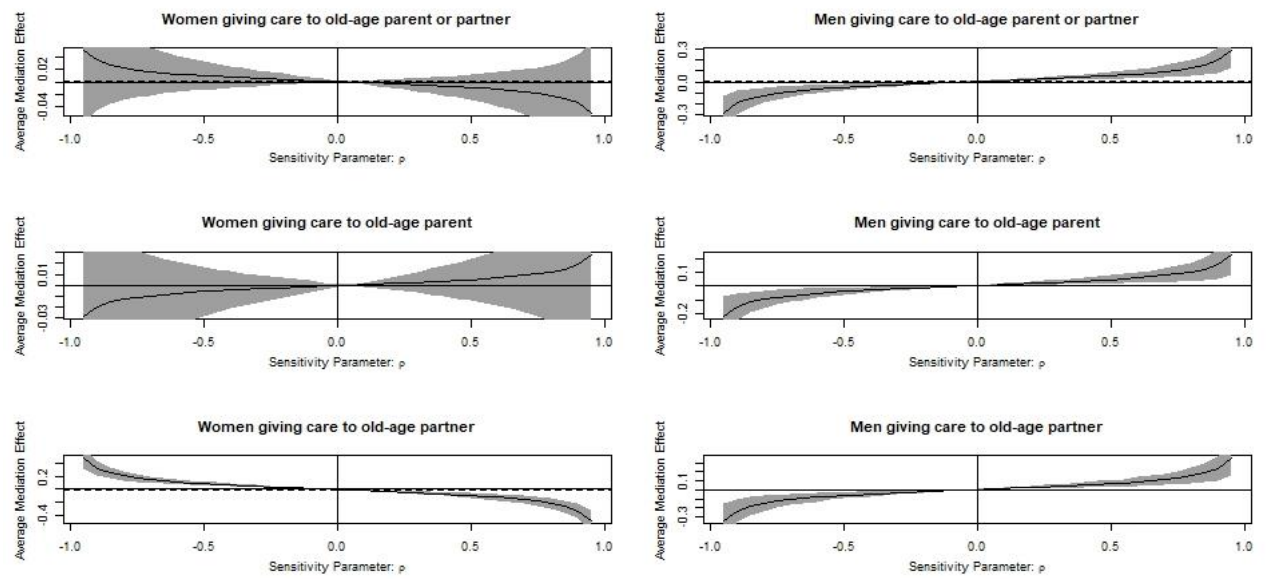 Women giving care to old-age parent or partner
Average Mediation Effect
0.02
-0.04
-1.0 -0.5 0.0 0.5 1.0
Sensitivity Parameter: ρ
Men giving care to old-age parent or partner
Average Mediation Effect
0.3
0.0
-0.3
-1.0 -0.5 0.0 0.5 1.0
Sensitivity Parameter: ρ
Women giving care to old-age parent
Average Mediation Effect
0.01
-0.03
-1.0 -0.5 0.0 0.5 1.0
Sensitivity Parameter: ρ
Men giving care to old-age parent
Average Mediation Effect
0.1
-0.2
-1.0 -0.5 0.0 0.5 1.0
Sensitivity Parameter: ρ
Women giving care to old-age partner
Average Mediation Effect
0.2
-0.4
-1.0 -0.5 0.0 0.5 1.0
Sensitivity Parameter: ρ
Men giving care to old-age partner
Average Mediation Effect
0.1
-0.3
-1.0 -0.5 0.0 0.5 1.0
Sensitivity Parameter: ρ